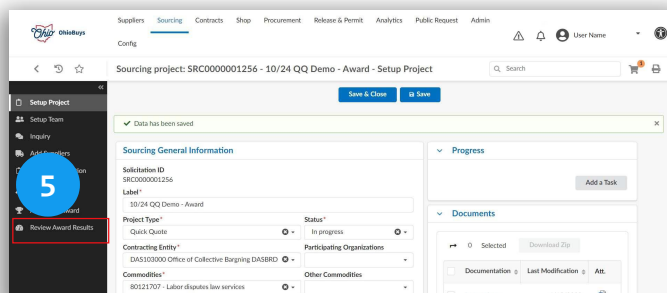 Suppliers Sourcing Contracts Shop Procurement Release & Permit Analytics Public Request Admin
Ohio OhioBuys
User Name
Config
Sourcing project: SRC0000001256 - 10/24 QQ Demo - Award - Setup Project
Search
1
Save & Close Save
Setup Project
Setup Team
Data has been saved
Inquiry
Add Suppliers
Sourcing General Information
Progress
Solicitation ID
SRC0000001256
Add a Task
5
Label*
10/24 QQ Demo - Award
Documents
Project Type* Status*
Review Award Results
Quick Quote In progress
0 Selected Download Zip
Contracting Entity* Participating Organizations
DAS103000 Office of Collective Bargning DASBRD
Documentation Last Modification Att.
Commodities* Other Commodities
80121707 - Labor disputes law services